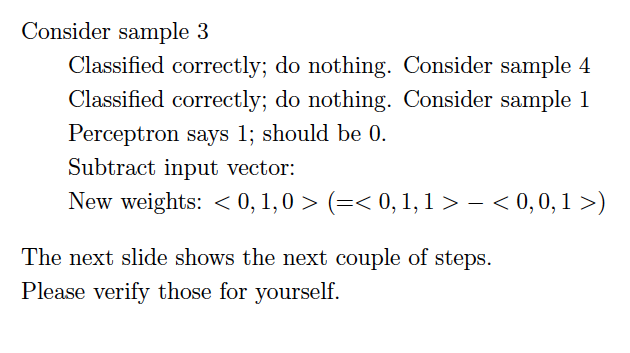 Consider sample 3
Classified correctly; do nothing. Consider sample 4
Classified correctly; do nothing. Consider sample 1
Perceptron says 1; should be 0.
Subtract input vector:
New weights: < 0, 1, 0 > (=< 0, 1, 1 > − < 0, 0, 1 >)
The next slide shows the next couple of steps.
Please verify those for yourself.